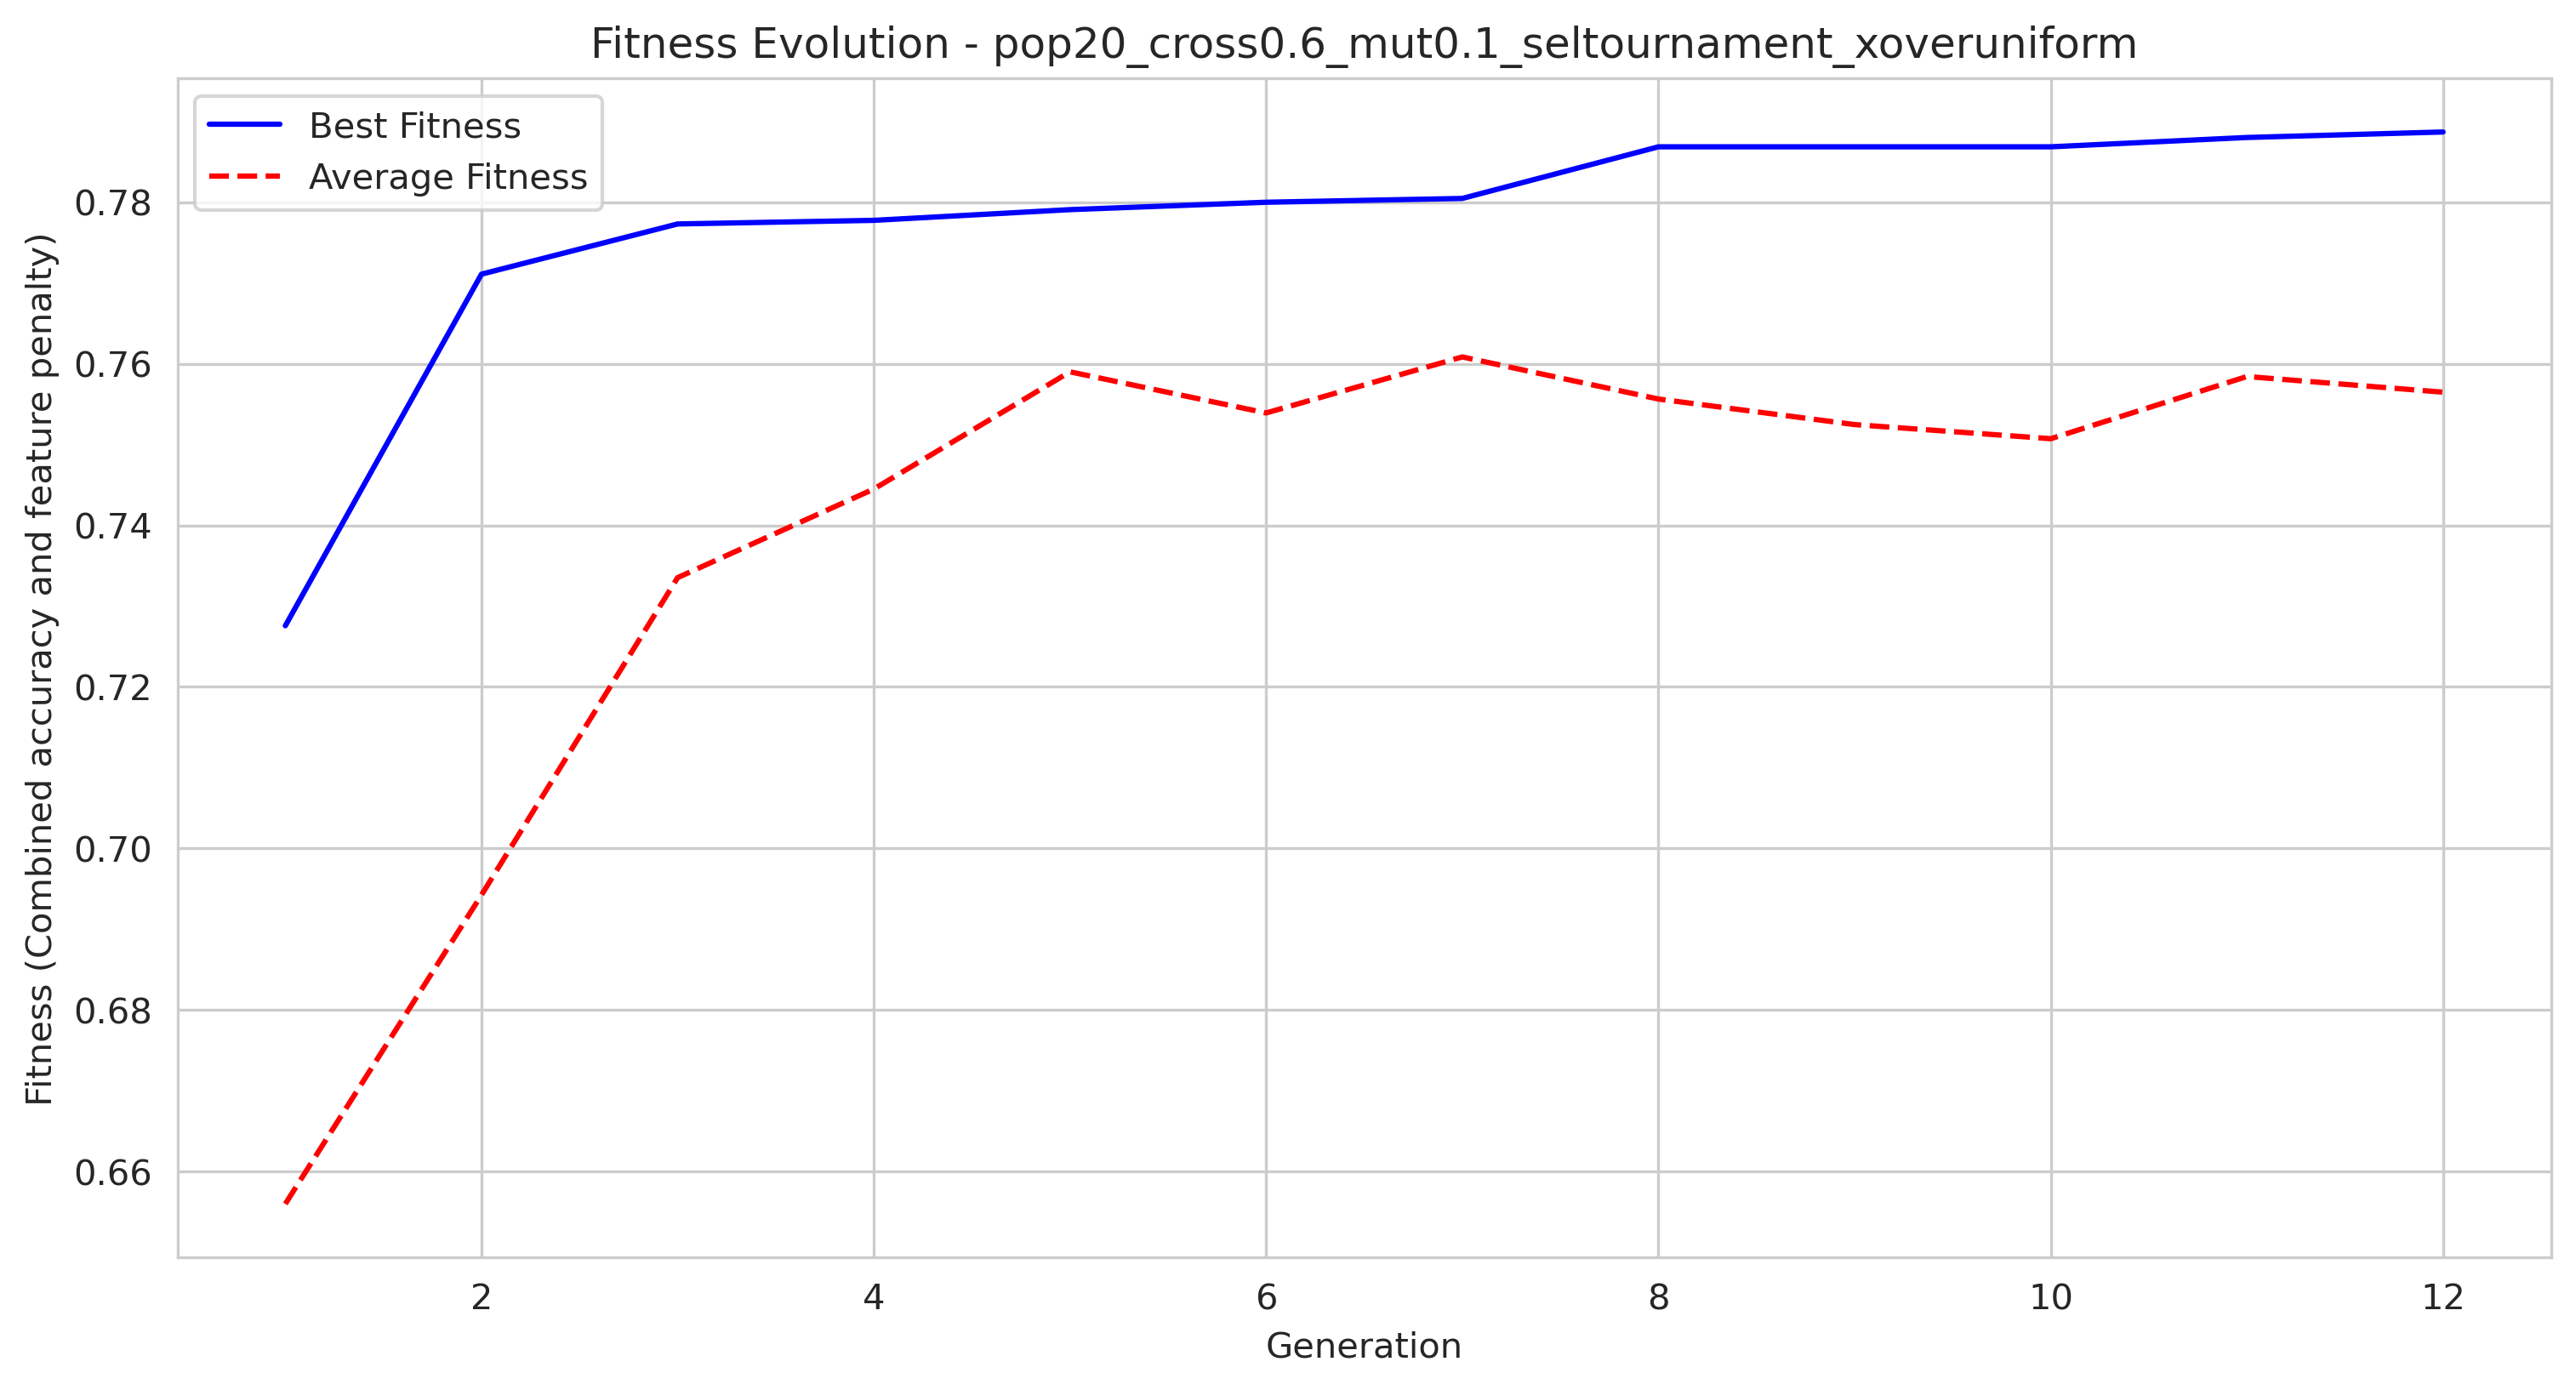 Fitness Evolution - pop20_cross0.6_mut0.1_seltournament_xoveruniform
Best Fitness
Average Fitness
Fitness (Combined accuracy and feature penalty)
0.78
0.76
0.74
0.72
0.70
0.68
0.66
2 4 6 8 10 12
Generation